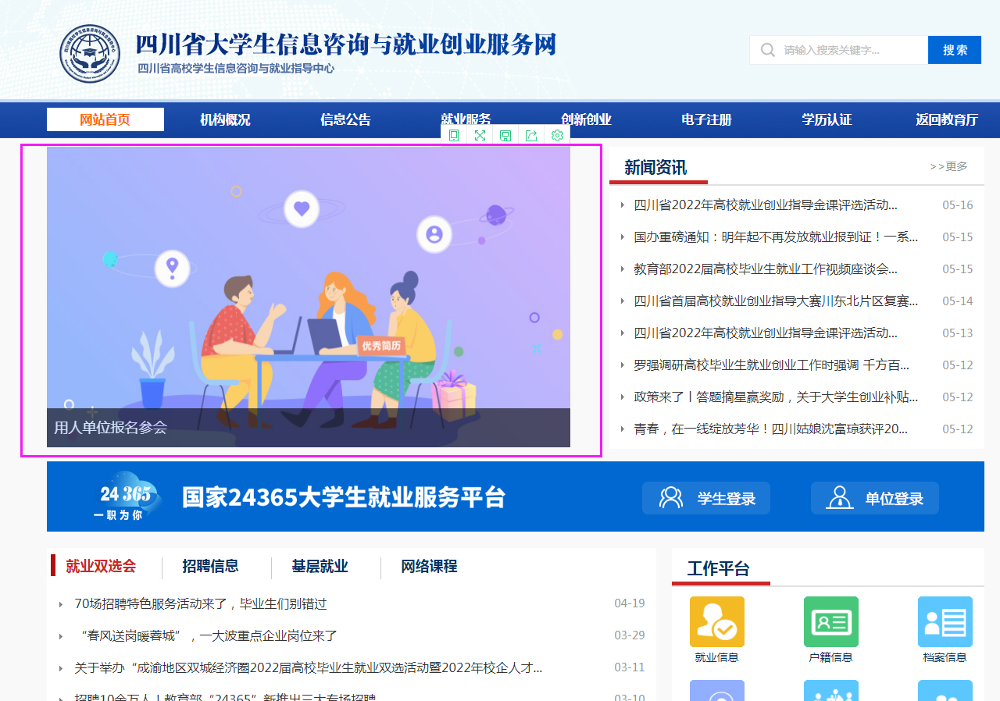 四川省大学生信息咨询与就业创业服务网
四川省高校学生信息咨询与就业指导中心
请输入搜索关键字...
搜 索
网站首页 机构概况 信息公告 就业服务 创新创业 电子注册 学历认证 返回教育厅
优秀简历
用人单位报名参会
新闻资讯 >>更多
四川省2022年高校就业创业指导金课评选活动... 05-16
国办重磅通知：明年起不再发放就业报到证！一系... 05-15
教育部2022届高校毕业生就业工作视频座谈会... 05-15
四川省首届高校就业创业指导大赛川东北片区复赛... 05-14
四川省2022年高校就业创业指导金课评选活动... 05-13
罗强调研高校毕业生就业创业工作时强调 千方百... 05-12
政策来了丨答题摘星赢奖励，关于大学生创业补贴... 05-12
青春，在一线绽放芳华！四川姑娘沈富琼获评20... 05-12
24 365
一职为你
国家24365大学生就业服务平台
学生登录
单位登录
就业双选会 招聘信息 基层就业 网络课程
70场招聘特色服务活动来了，毕业生们别错过 04-19
“春风送岗暖蓉城”，一大波重点企业岗位来了 03-29
关于举办“成渝地区双城经济圈2022届高校毕业生就业双选活动暨2022年校企人才... 03-11
招聘10余万人！教育部“24365”新推出三大专场招聘 03-10
工作平台
就业信息 户籍信息 档案信息